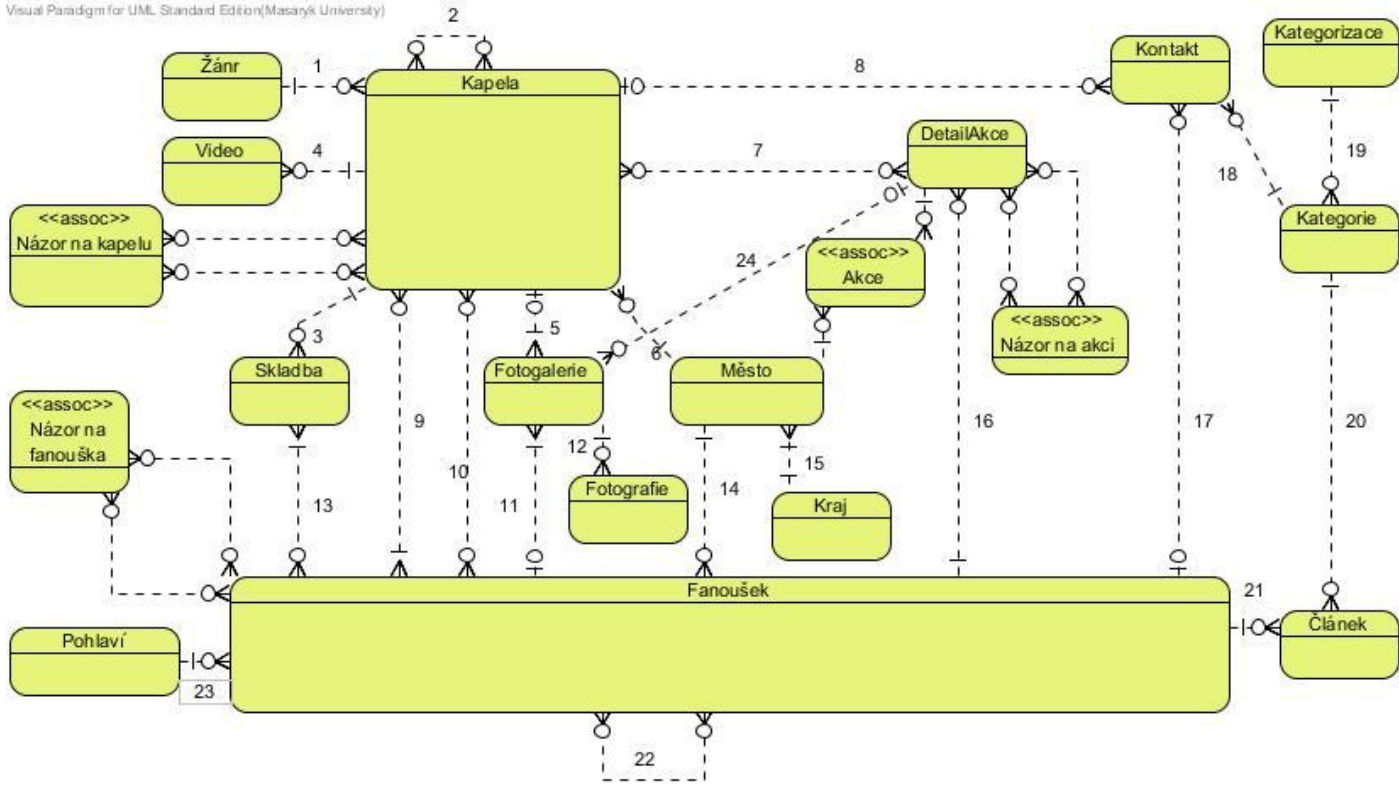 Visual Paradigm for UML Standard Edition(Masaryk University)
2
Žánr
1
Kapela
8
Kontakt
Kategorizace
Video
4
7
DetailAkce
18
19
<<assoc>>
Názor na kapelu
24
<<assoc>>
Akce
Kategorie
3
5
6
<<assoc>>
Názor na akci
Skladba
Fotogalerie
Město
<<assoc>>
Názor na
fanouška
9
10
12
16
17
20
13
11
Fotografie
14
15
Kraj
Fanoušek
21
Článek
Pohlaví
23
22